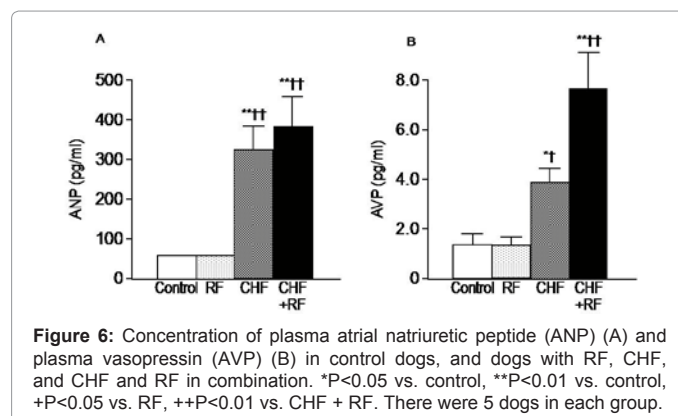 A
B
500
400
300
200
100
0
ANP (pg/ml)
**††
**††
Control RF CHF CHF
+RF
8.0
6.0
4.0
2.0
0
AVP (pg/ml)
*†
**††
Control RF CHF CHF
+RF
Figure 6: Concentration of plasma atrial natriuretic peptide (ANP) (A) and
plasma vasopressin (AVP) (B) in control dogs, and dogs with RF, CHF,
and CHF and RF in combination. *P<0.05 vs. control, **P<0.01 vs. control,
+P<0.05 vs. RF, ++P<0.01 vs. CHF + RF. There were 5 dogs in each group.